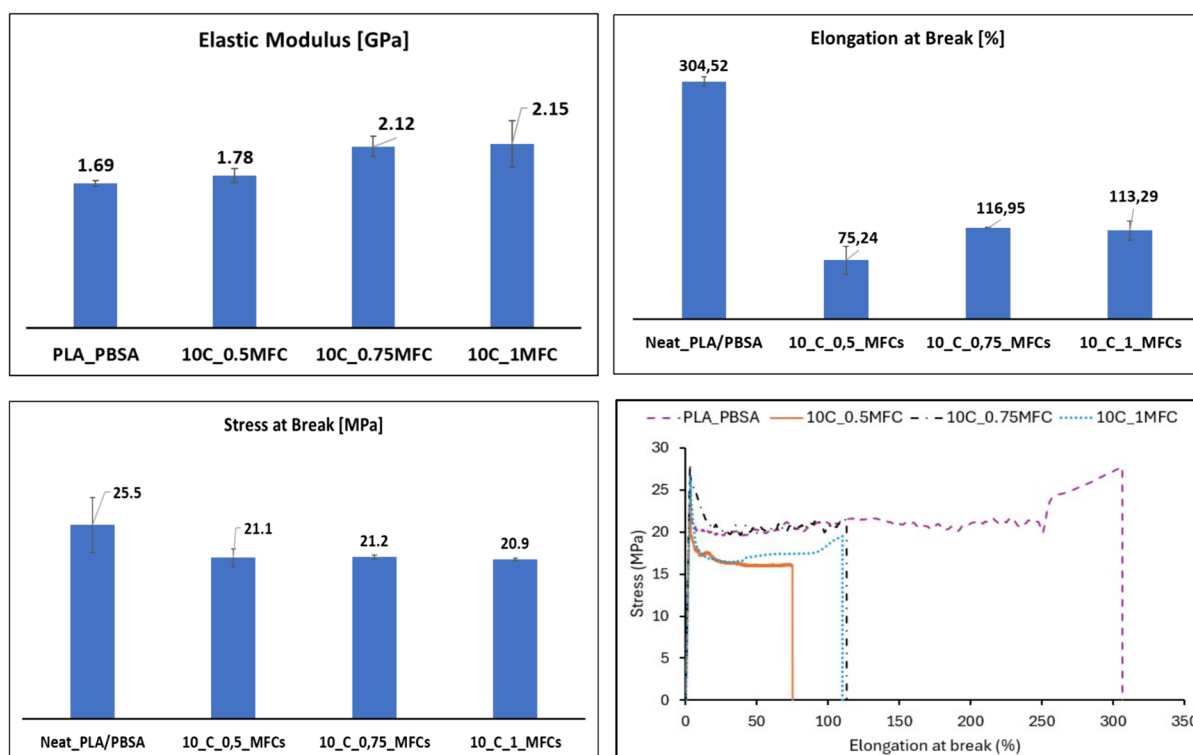 Elastic Modulus [GPa]
1.69
1.78
2.12
2.15
PLA_PBSA
10C_0.5MFC
10C_0.75MFC
10C_1MFC
Elongation at Break [%]
304,52
75,24
116,95
113,29
Neat_PLA/PBSA
10_C_0,5_MFCs
10_C_0,75_MFCs
10_C_1_MFCs
Stress at Break [MPa]
25.5
21.1
21.2
20.9
Neat_PLA/PBSA
10_C_0,5_MFCs
10_C_0,75_MFCs
10_C_1_MFCs
PLA_PBSA 10C_0.5MFC 10C_0.75MFC 10C_1MFC
Stress (MPa)
30
25
20
15
10
5
0
0 50 100 150 200 250 300 350
Elongation at break (%)